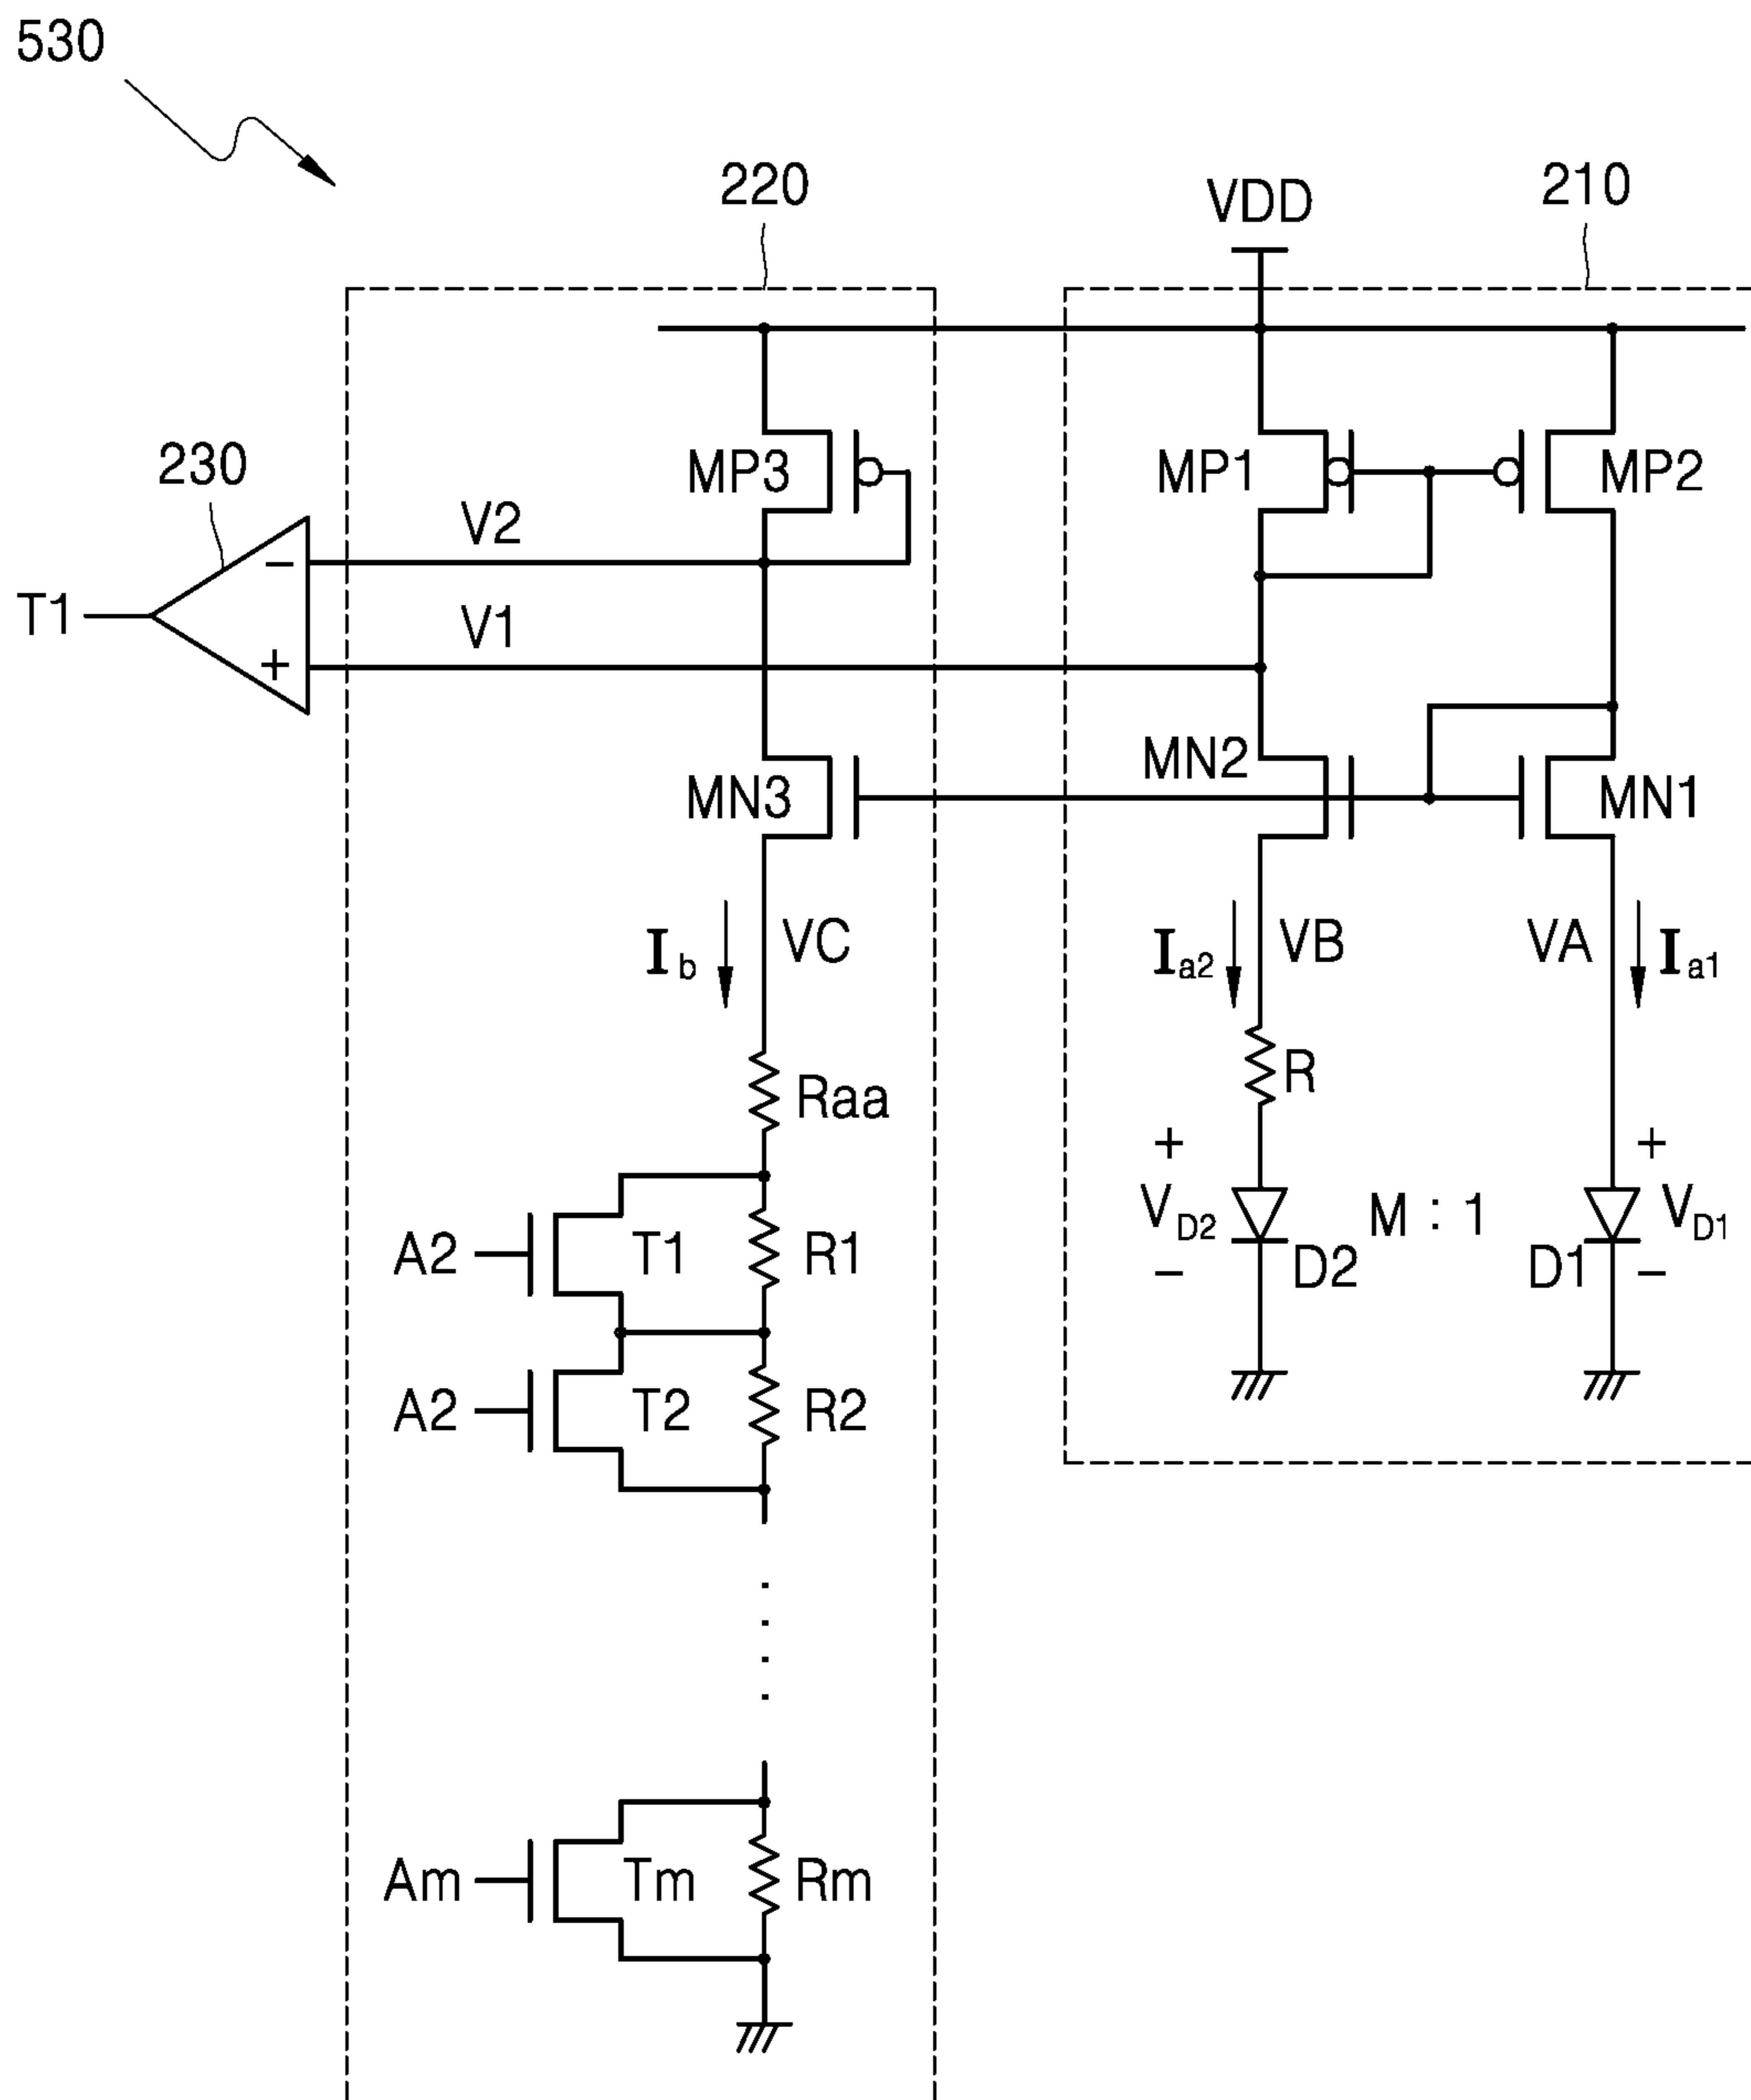 530
220
VDD
210
230
MP3
MP1
MP2
V2
−
T1
V1
+
MN2
MN3
MN1
Ib
VC
Ia2
VB
VA
Ia1
R
Raa
+
+
VD2
M : 1
VD1
A2
T1
R1
−
D2
D1
−
A2
T2
R2
Am
Tm
Rm